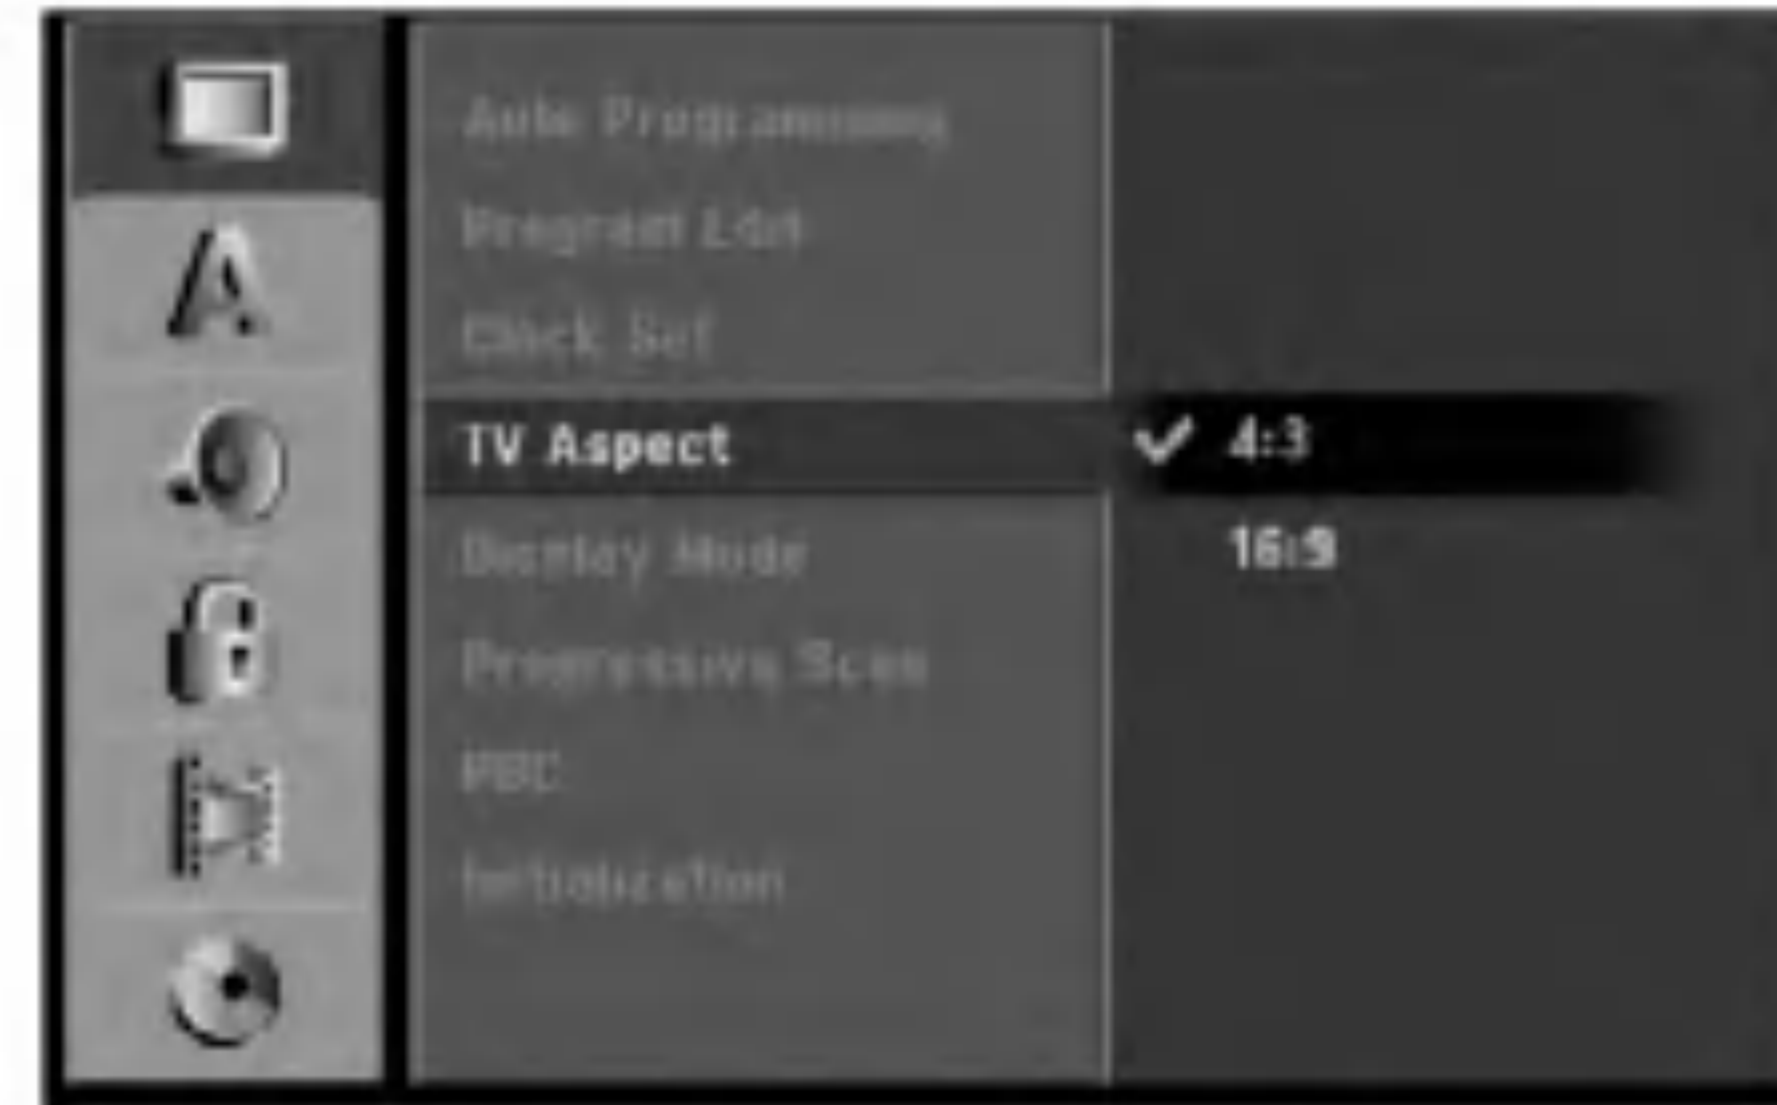 Auto Programming
Program Edit
Clock Set
TV Aspect
✓ 4:3
16:9
Display Mode
Progressive Scan
PBC
Initialization